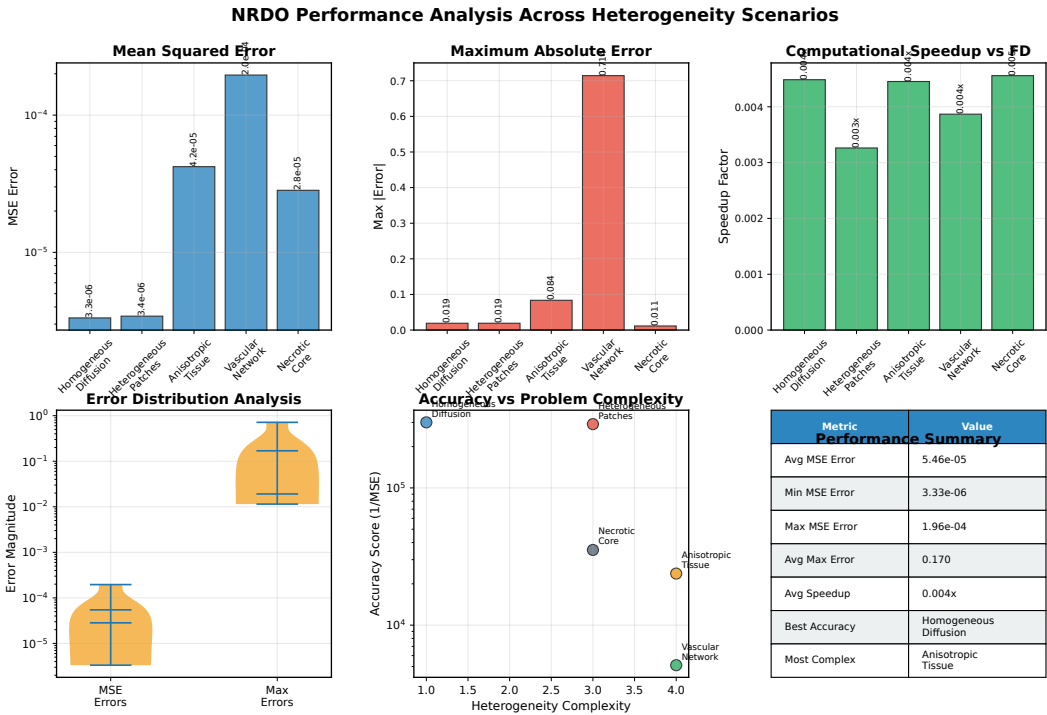 NRDO Performance Analysis Across Heterogeneity Scenarios
Mean Squared Error
MSE Error
10⁻⁴
10⁻⁵
3.3e-06
3.4e-06
4.2e-05
2.0e-04
2.8e-05
Homogeneous
Diffusion
Heterogeneous
Patches
Anisotropic
Tissue
Vascular
Network
Necrotic
Core
Maximum Absolute Error
Max |Error|
0.7
0.6
0.5
0.4
0.3
0.2
0.1
0.0
0.019
0.019
0.084
0.011
Homogeneous
Diffusion
Heterogeneous
Patches
Anisotropic
Tissue
Vascular
Network
Necrotic
Core
Computational Speedup vs FD
Speedup Factor
0.004
0.003
0.002
0.001
0.000
0.003x
0.004x
0.004x
Homogeneous
Diffusion
Heterogeneous
Patches
Anisotropic
Tissue
Vascular
Network
Necrotic
Core
Error Distribution Analysis
Error Magnitude
10⁰
10⁻¹
10⁻²
10⁻³
10⁻⁴
10⁻⁵
MSE
Errors
Max
Errors
Accuracy vs Problem Complexity
Accuracy Score (1/MSE)
10⁵
10⁴
Homogeneous
Diffusion
Heterogeneous
Patches
Necrotic
Core
Anisotropic
Tissue
Vascular
Network
1.0 1.5 2.0 2.5 3.0 3.5 4.0
Heterogeneity Complexity
Performance Summary
Metric Value
Avg MSE Error 5.46e-05
Min MSE Error 3.33e-06
Max MSE Error 1.96e-04
Avg Max Error 0.170
Avg Speedup 0.004x
Best Accuracy Homogeneous
Diffusion
Most Complex Anisotropic
Tissue